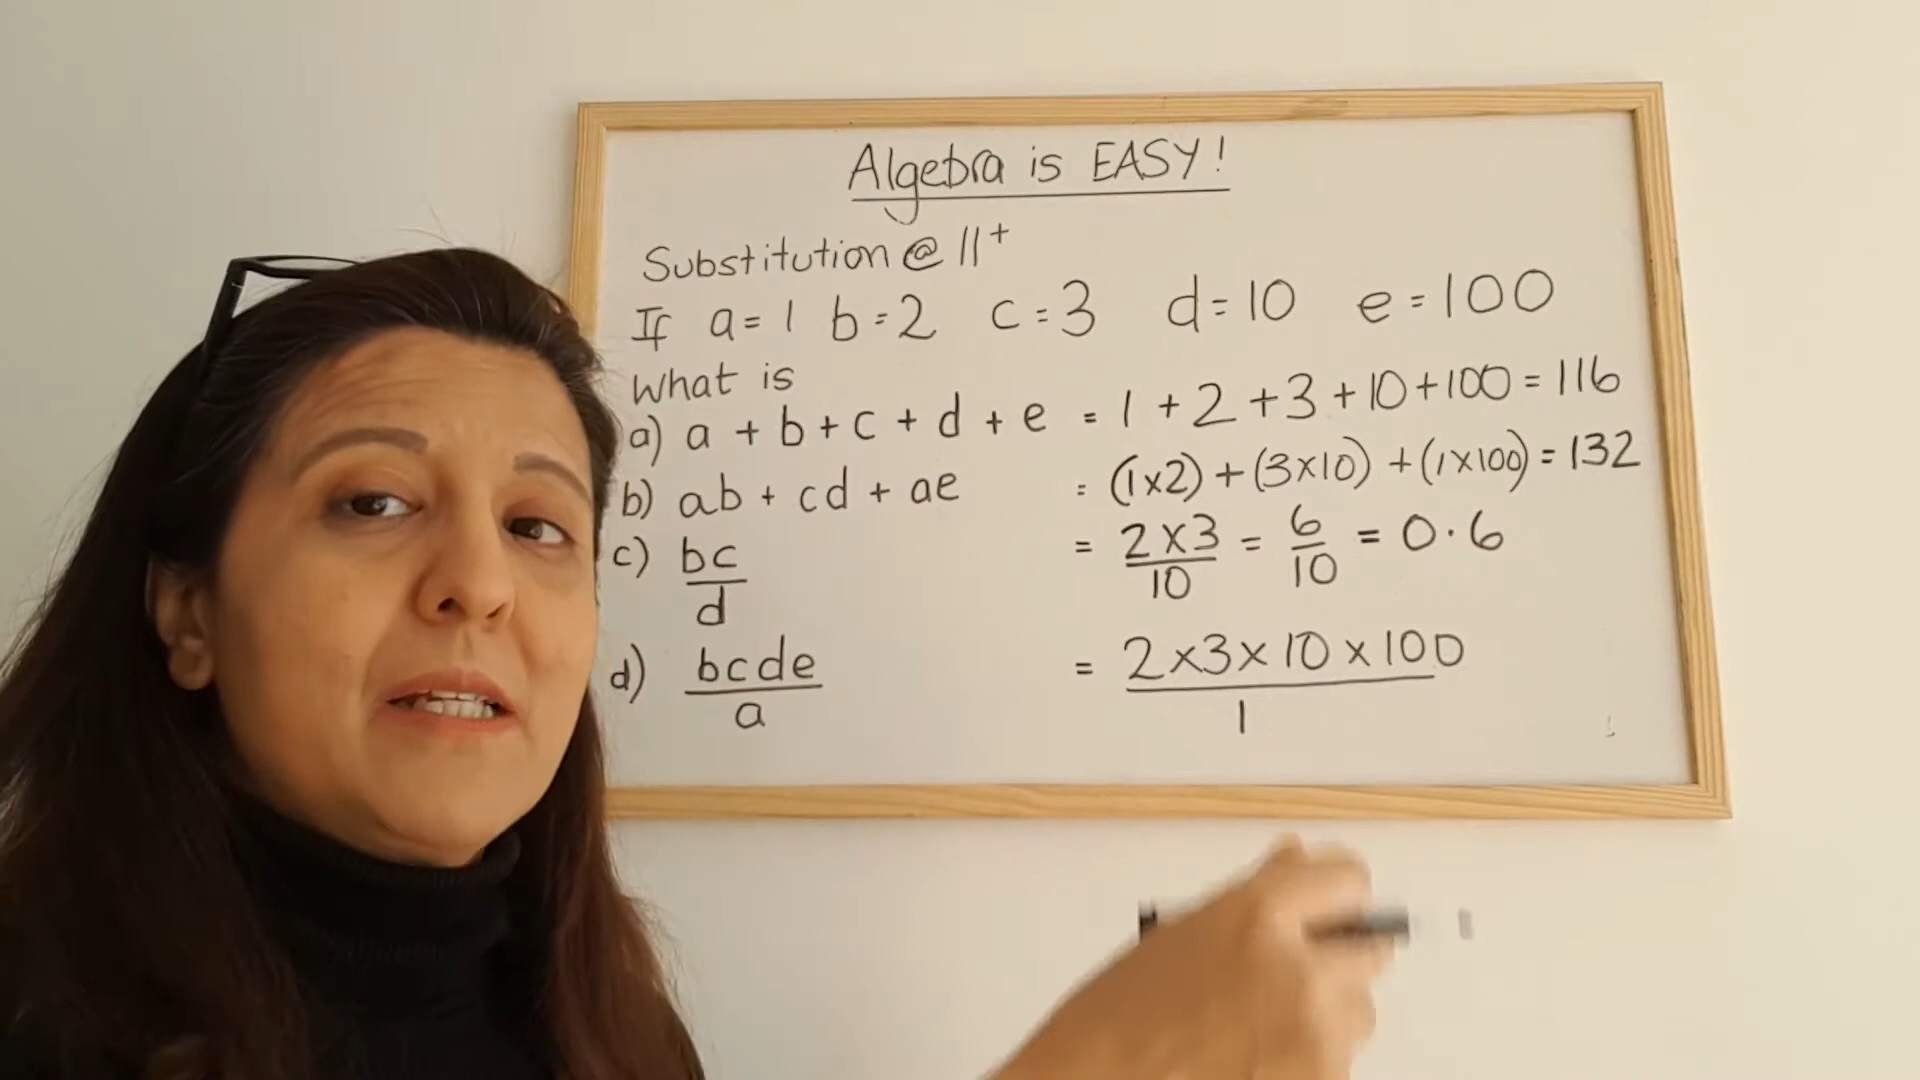 Algebra is EASY!
Substitution @ 11+
If a=1 b=2 c=3 d=10 e=100
What is
a) a + b + c + d + e = 1 + 2 + 3 + 10 + 100 = 116
b) ab + cd + ae = (1x2) + (3x10) + (1x100) = 132
c) bc/d = 2x3/10 = 6/10 = 0·6
d) bcde/a = 2x3x10x100/1